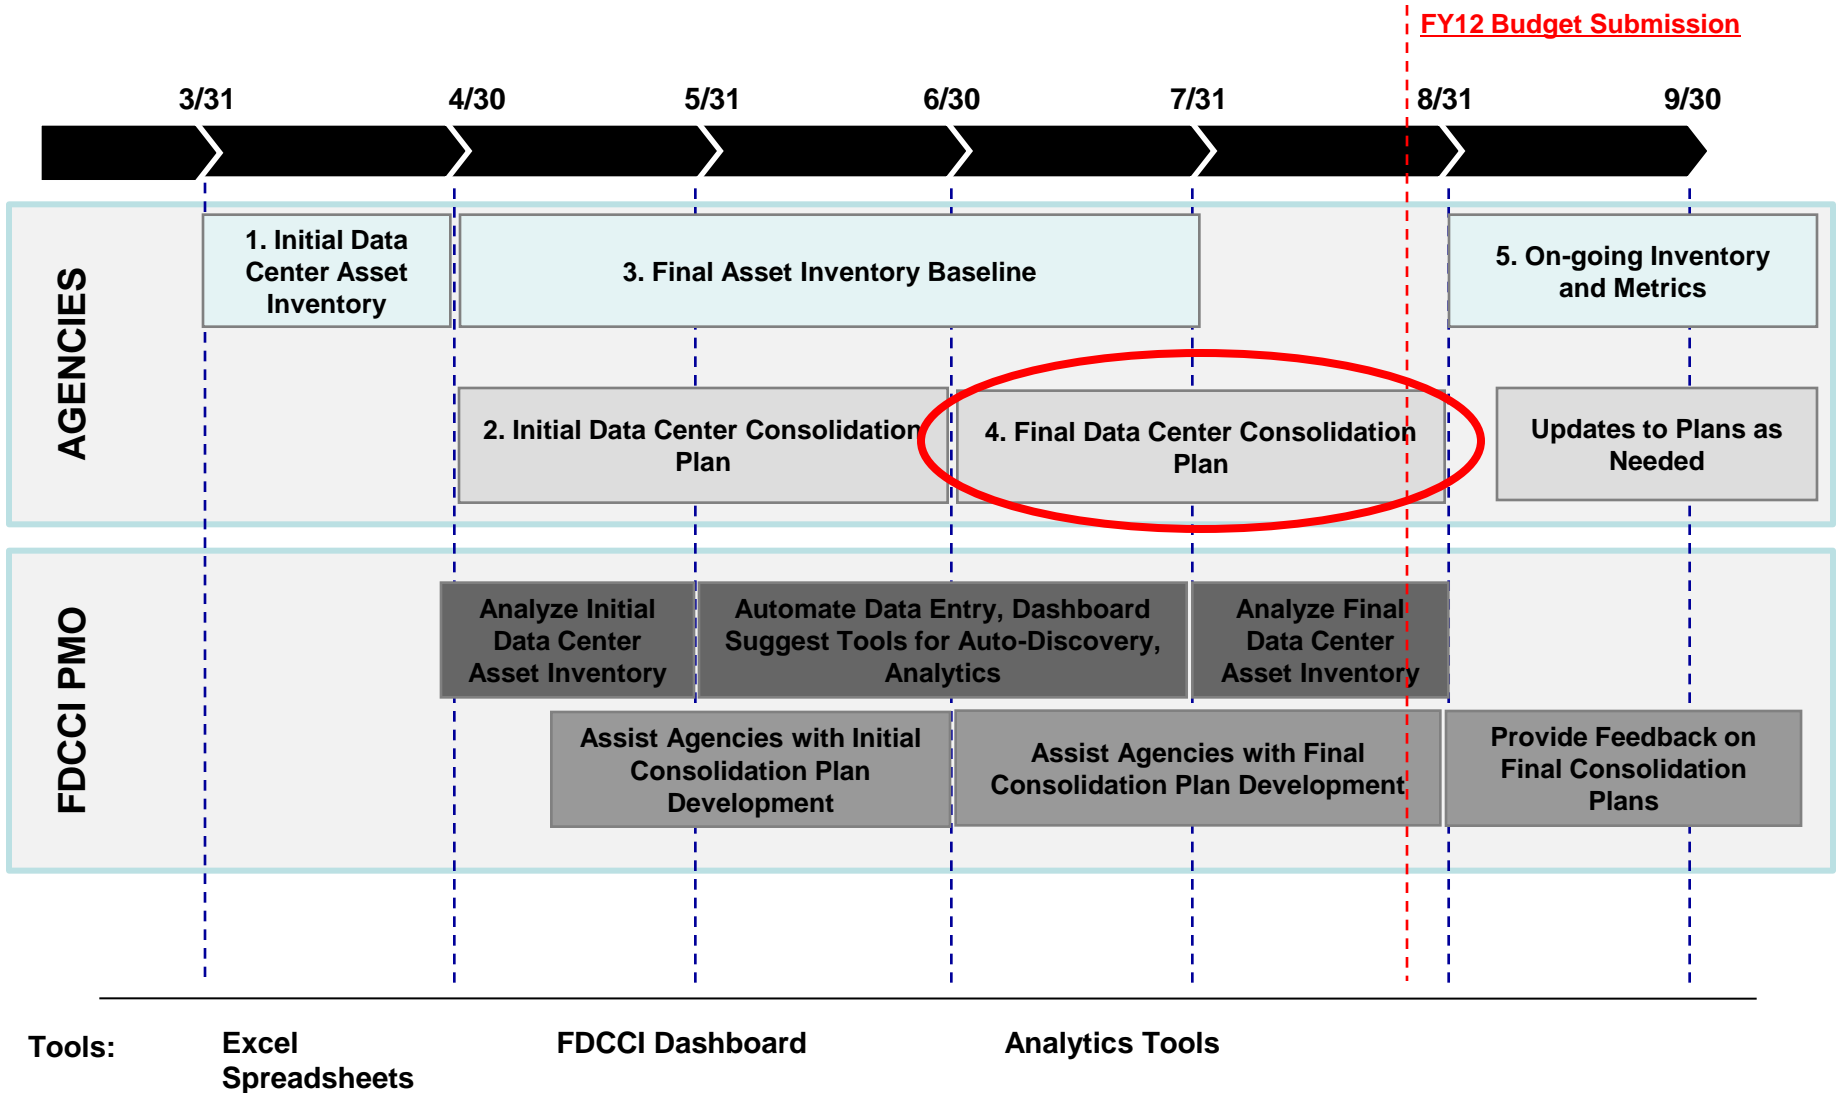 FY12 Budget Submission
3/31
4/30
5/31
6/30
7/31
8/31
9/30
AGENCIES
1. Initial Data
Center Asset
Inventory
3. Final Asset Inventory Baseline
5. On-going Inventory
and Metrics
2. Initial Data Center Consolidation
Plan
4. Final Data Center Consolidation
Plan
Updates to Plans as
Needed
FDCCI PMO
Analyze Initial
Data Center
Asset Inventory
Automate Data Entry, Dashboard
Suggest Tools for Auto-Discovery,
Analytics
Analyze Final
Data Center
Asset Inventory
Assist Agencies with Initial
Consolidation Plan
Development
Assist Agencies with Final
Consolidation Plan Development
Provide Feedback on
Final Consolidation
Plans
Tools:
Excel
Spreadsheets
FDCCI Dashboard
Analytics Tools